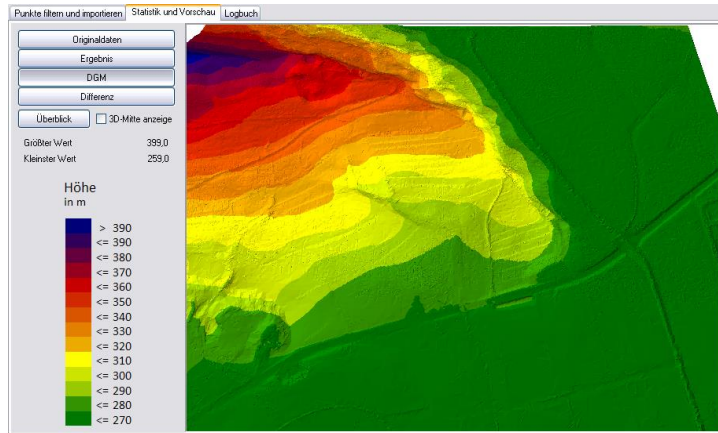 Punkte filtern und importieren Statistik und Vorschau Logbuch
Originaldaten
Ergebnis
DGM
Differenz
Überblick 3D-Mitte anzeige
Größter Wert 399,0
Kleinster Wert 259,0
Höhe
in m
> 390
<= 390
<= 380
<= 370
<= 360
<= 350
<= 340
<= 330
<= 320
<= 310
<= 300
<= 290
<= 280
<= 270